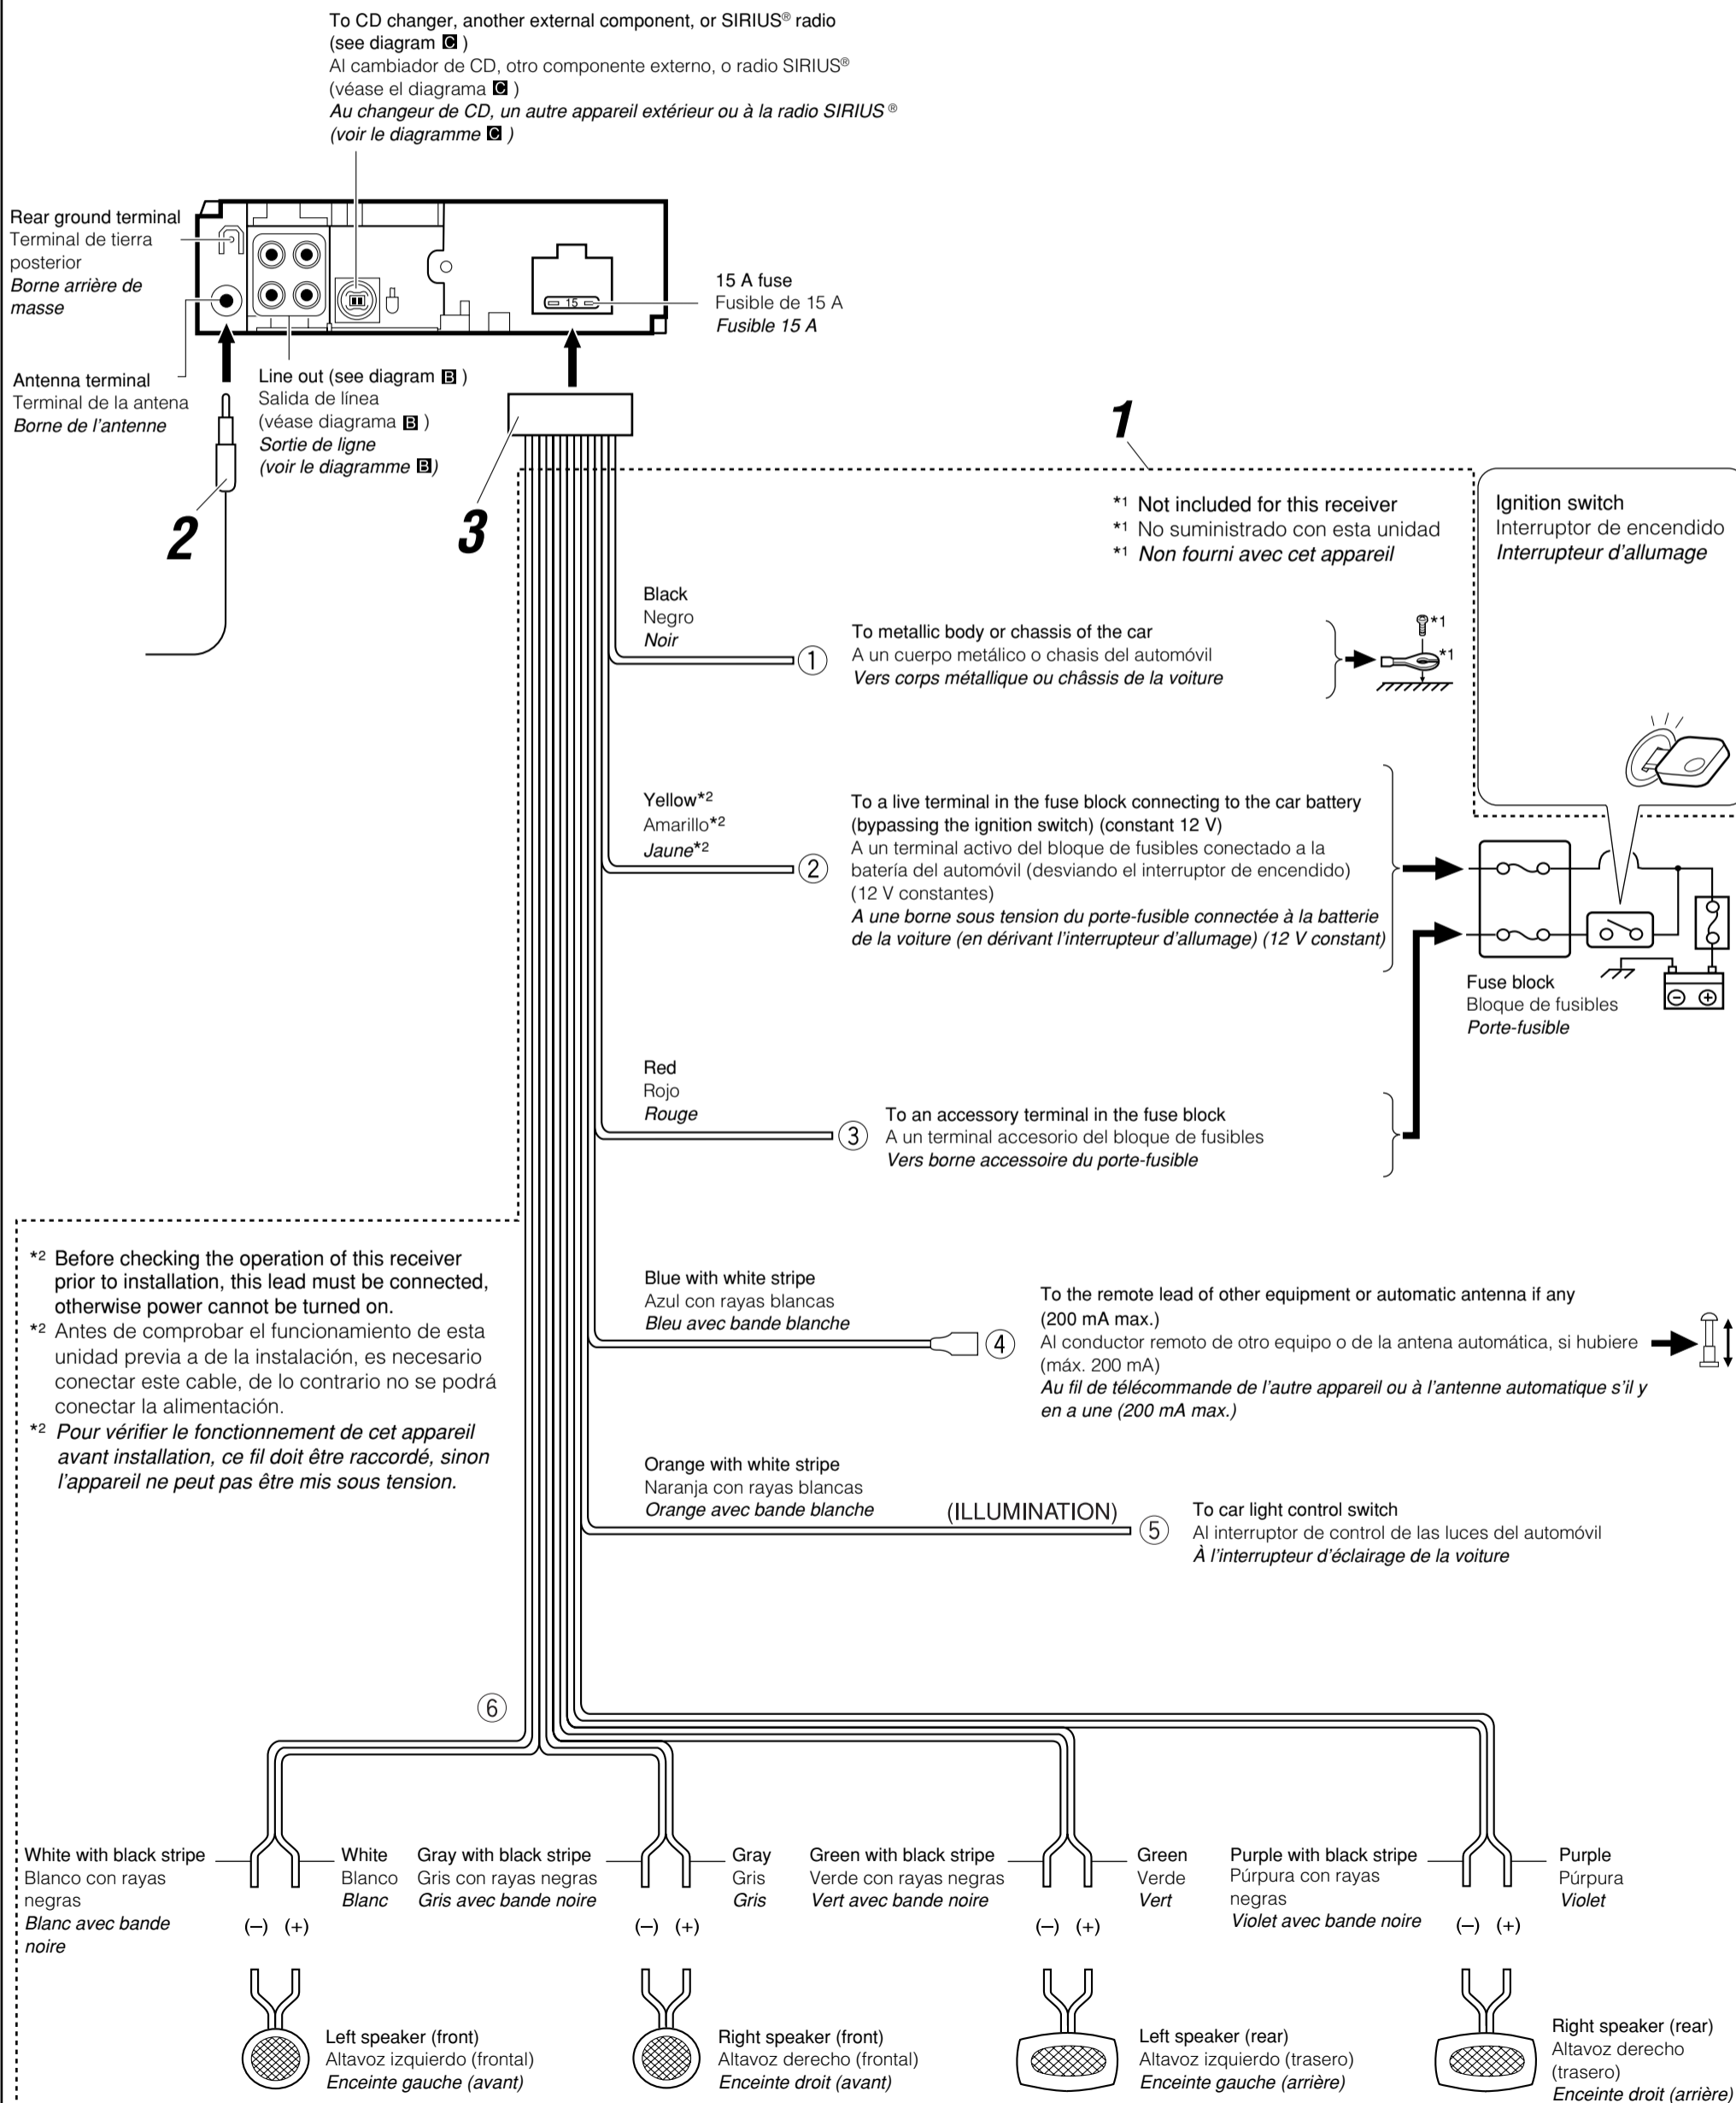 To CD changer, another external component, or SIRIUS® radio
(see diagram C )
Al cambiador de CD, otro componente externo, o radio SIRIUS®
(véase el diagrama C )
Au changeur de CD, un autre appareil extérieur ou à la radio SIRIUS ®
(voir le diagramme C )
Rear ground terminal
Terminal de tierra
posterior
Borne arrière de
masse
15
15 A fuse
Fusible de 15 A
Fusible 15 A
Antenna terminal
Terminal de la antena
Borne de l'antenne
Line out (see diagram B )
Salida de línea
(véase diagrama B )
Sortie de ligne
(voir le diagramme B)
1
2
3
*1 Not included for this receiver
*1 No suministrado con esta unidad
*1 Non fourni avec cet appareil
Ignition switch
Interruptor de encendido
Interrupteur d'allumage
Black
Negro
Noir
①
To metallic body or chassis of the car
A un cuerpo metálico o chasis del automóvil
Vers corps métallique ou châssis de la voiture
*1
*1
Yellow*2
Amarillo*2
Jaune*2
②
To a live terminal in the fuse block connecting to the car battery
(bypassing the ignition switch) (constant 12 V)
A un terminal activo del bloque de fusibles conectado a la
batería del automóvil (desviando el interruptor de encendido)
(12 V constantes)
A une borne sous tension du porte-fusible connectée à la batterie
de la voiture (en dérivant l'interrupteur d'allumage) (12 V constant)
Fuse block
Bloque de fusibles
Porte-fusible
Red
Rojo
Rouge
③
To an accessory terminal in the fuse block
A un terminal accesorio del bloque de fusibles
Vers borne accessoire du porte-fusible
*2 Before checking the operation of this receiver
prior to installation, this lead must be connected,
otherwise power cannot be turned on.
*2 Antes de comprobar el funcionamiento de esta
unidad previa a de la instalación, es necesario
conectar este cable, de lo contrario no se podrá
conectar la alimentación.
*2 Pour vérifier le fonctionnement de cet appareil
avant installation, ce fil doit être raccordé, sinon
l'appareil ne peut pas être mis sous tension.
Blue with white stripe
Azul con rayas blancas
Bleu avec bande blanche
④
To the remote lead of other equipment or automatic antenna if any
(200 mA max.)
Al conductor remoto de otro equipo o de la antena automática, si hubiere
(máx. 200 mA)
Au fil de télécommande de l'autre appareil ou à l'antenne automatique s'il y
en a une (200 mA max.)
Orange with white stripe
Naranja con rayas blancas
Orange avec bande blanche
(ILLUMINATION)
⑤
To car light control switch
Al interruptor de control de las luces del automóvil
À l'interrupteur d'éclairage de la voiture
⑥
White with black stripe
Blanco con rayas
negras
Blanc avec bande
noire
White
Blanco
Blanc
Gray with black stripe
Gris con rayas negras
Gris avec bande noire
Gray
Gris
Gris
Green with black stripe
Verde con rayas negras
Vert avec bande noire
Green
Verde
Vert
Purple with black stripe
Púrpura con rayas
negras
Violet avec bande noire
Purple
Púrpura
Violet
(–) (+)
(–) (+)
(–) (+)
(–) (+)
Left speaker (front)
Altavoz izquierdo (frontal)
Enceinte gauche (avant)
Right speaker (front)
Altavoz derecho (frontal)
Enceinte droit (avant)
Left speaker (rear)
Altavoz izquierdo (trasero)
Enceinte gauche (arrière)
Right speaker (rear)
Altavoz derecho
(trasero)
Enceinte droit (arrière)